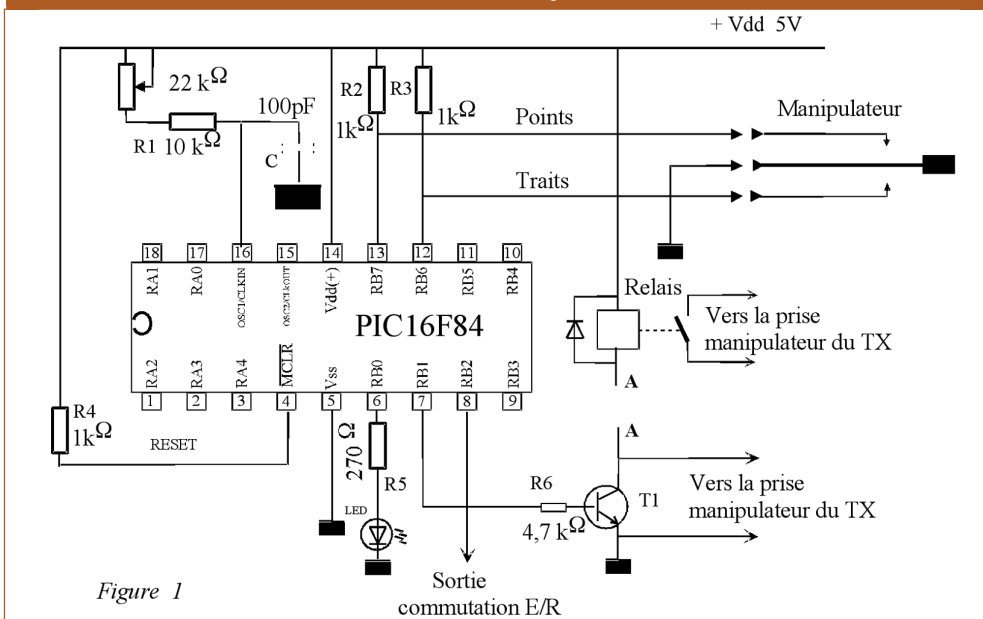 + Vdd 5V
22 kΩ
R1 10 kΩ
100pF
C
R2
1kΩ
R3
1kΩ
Points
Traits
Manipulateur
18 17 16 15 14 13 12 11 10
RA1 RA0 OSC1/CLKIN OSC2/CLKOUT Vdd(+) RB7 RB6 RB5 RB4
PIC16F84
RA2 RA3 RA4 MCLR Vss RB0 RB1 RB2 RB3
1 2 3 4 5 6 7 8 9
Relais
Vers la prise
manipulateur du TX
A
A
R4
1kΩ
RESET
270 Ω
R5
LED
R6
4,7 kΩ
T1
Vers la prise
manipulateur du TX
Sortie
commutation E/R
Figure 1